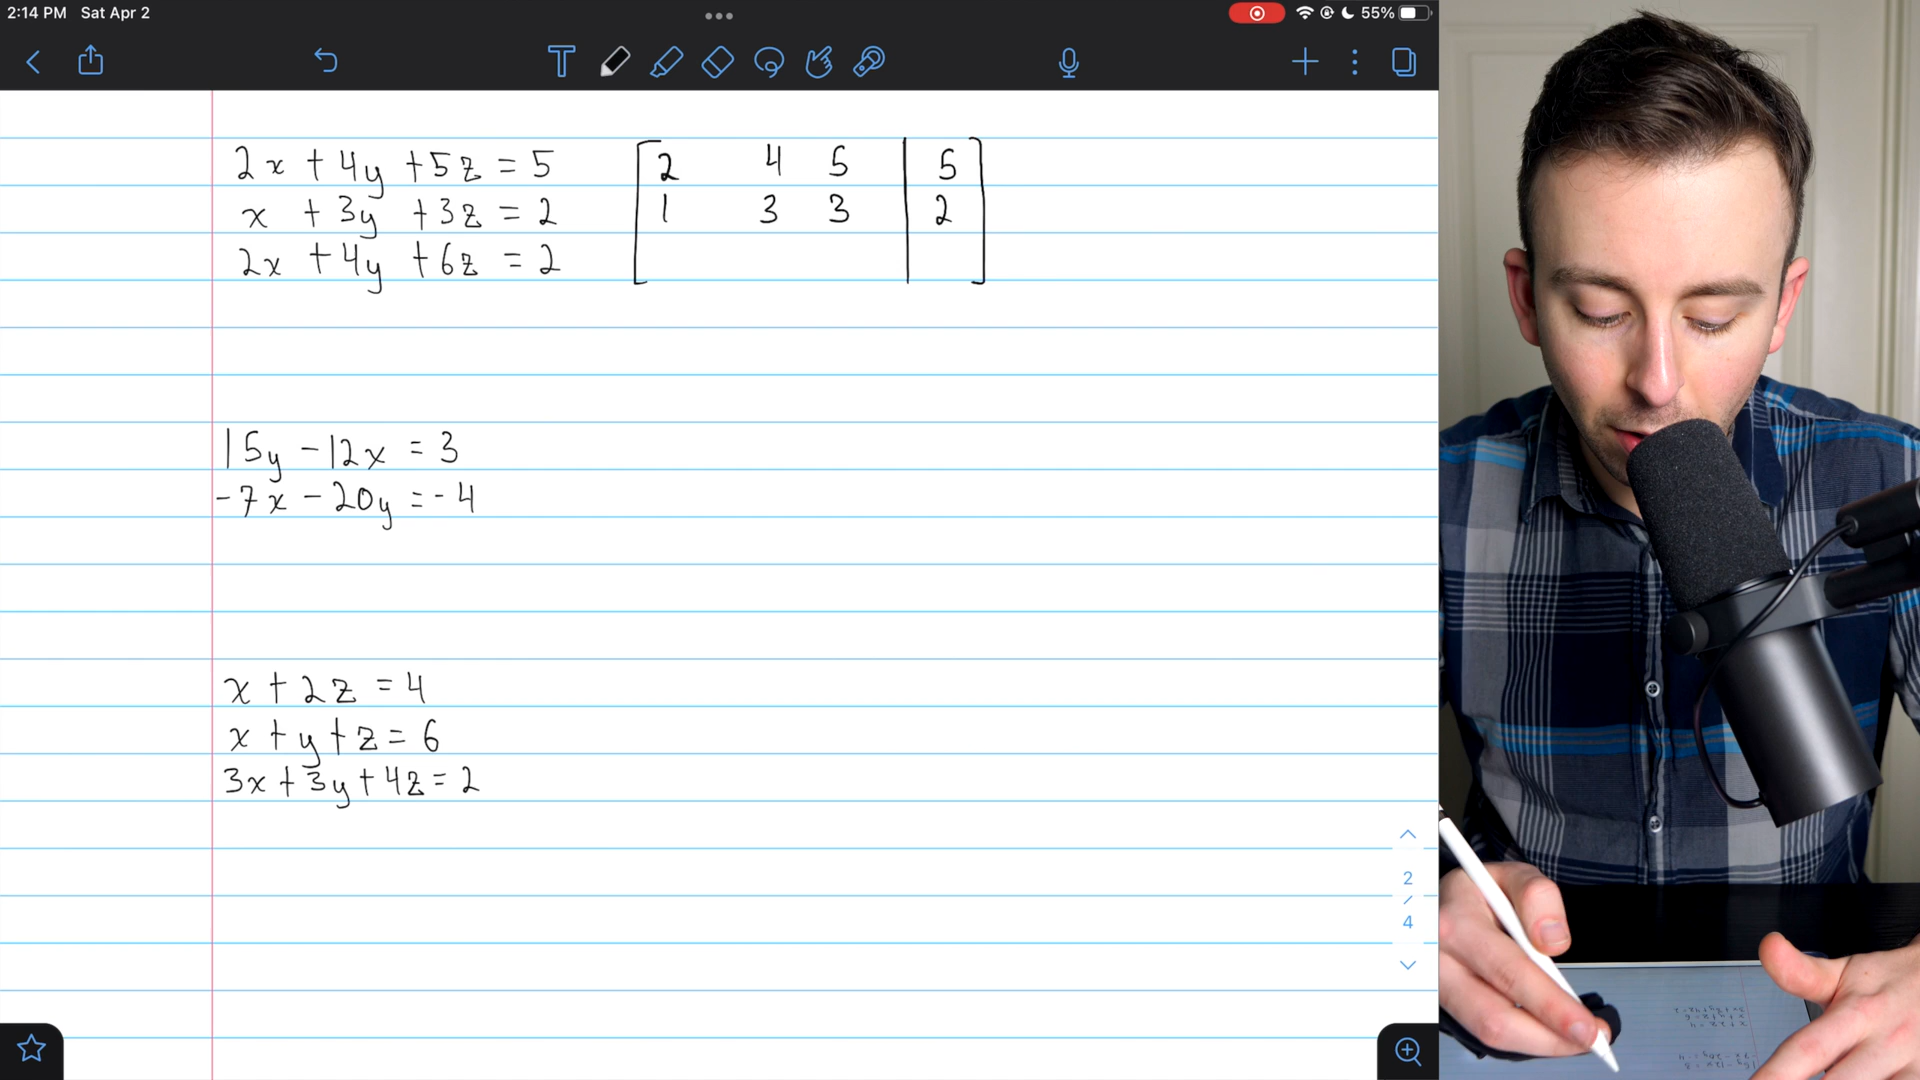 2:14 PM Sat Apr 2
55%
2x + 4y + 5z = 5
x + 3y + 3z = 2
2x + 4y + 6z = 2
2 4 5 | 5
1 3 3 | 2
15y - 12x = 3
-7x - 20y = -4
x + 2z = 4
x + y + z = 6
3x + 3y + 4z = 2
2
/
4